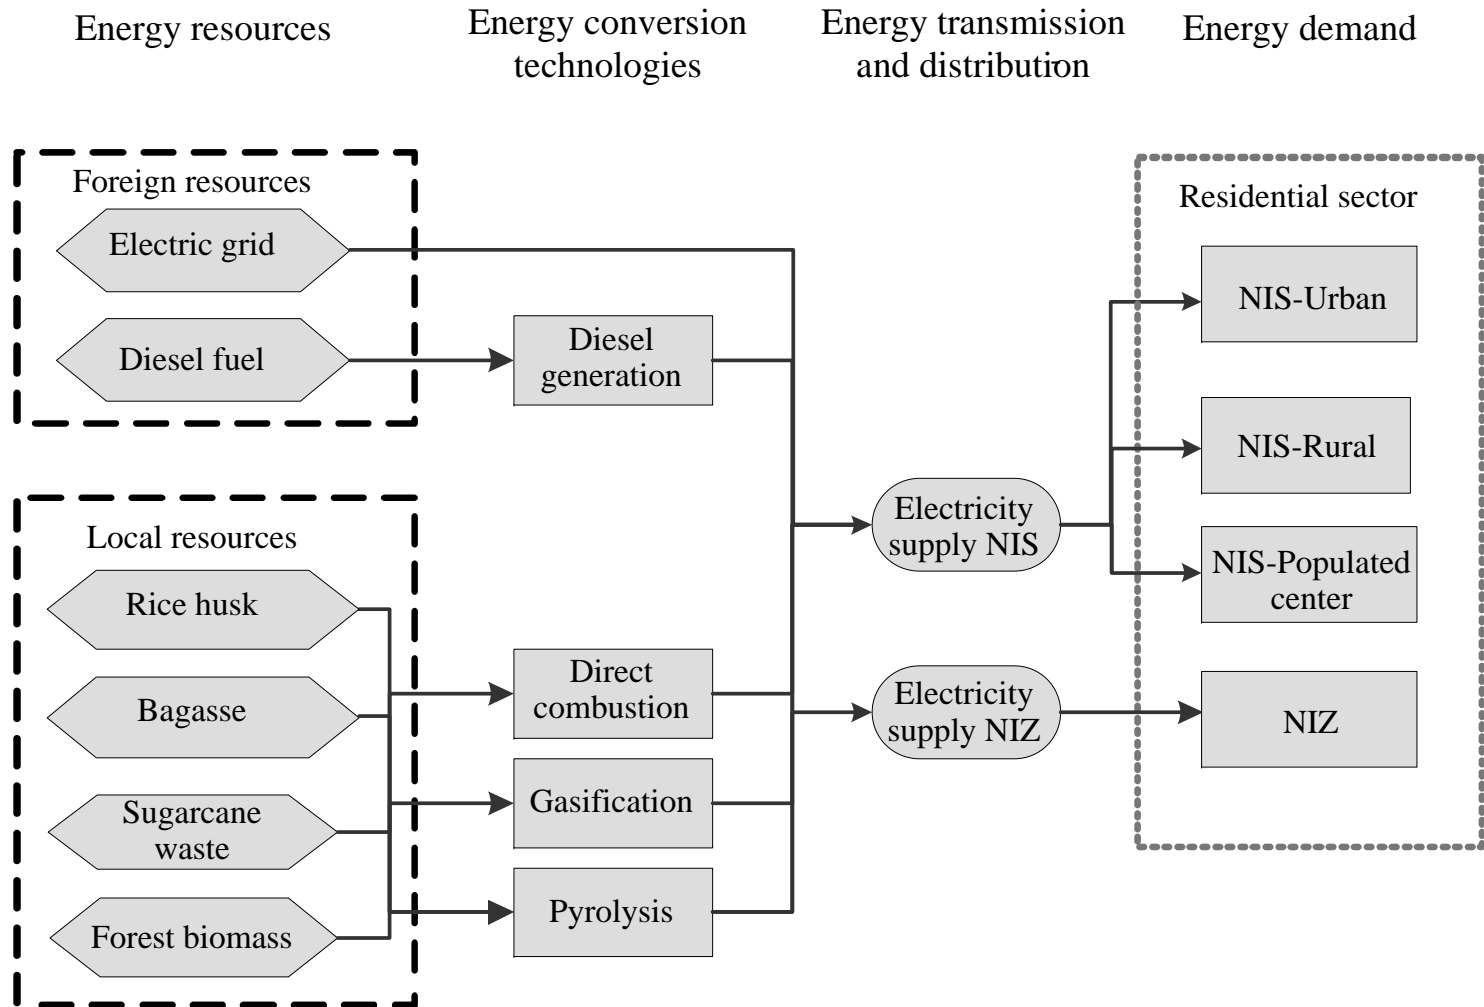 Energy resources
Energy conversion
technologies
Energy transmission
and distribution
Energy demand
Foreign resources
Electric grid
Diesel fuel
Local resources
Rice husk
Bagasse
Sugarcane
waste
Forest biomass
Diesel
generation
Direct
combustion
Gasification
Pyrolysis
Electricity
supply NIS
Electricity
supply NIZ
Residential sector
NIS-Urban
NIS-Rural
NIS-Populated
center
NIZ